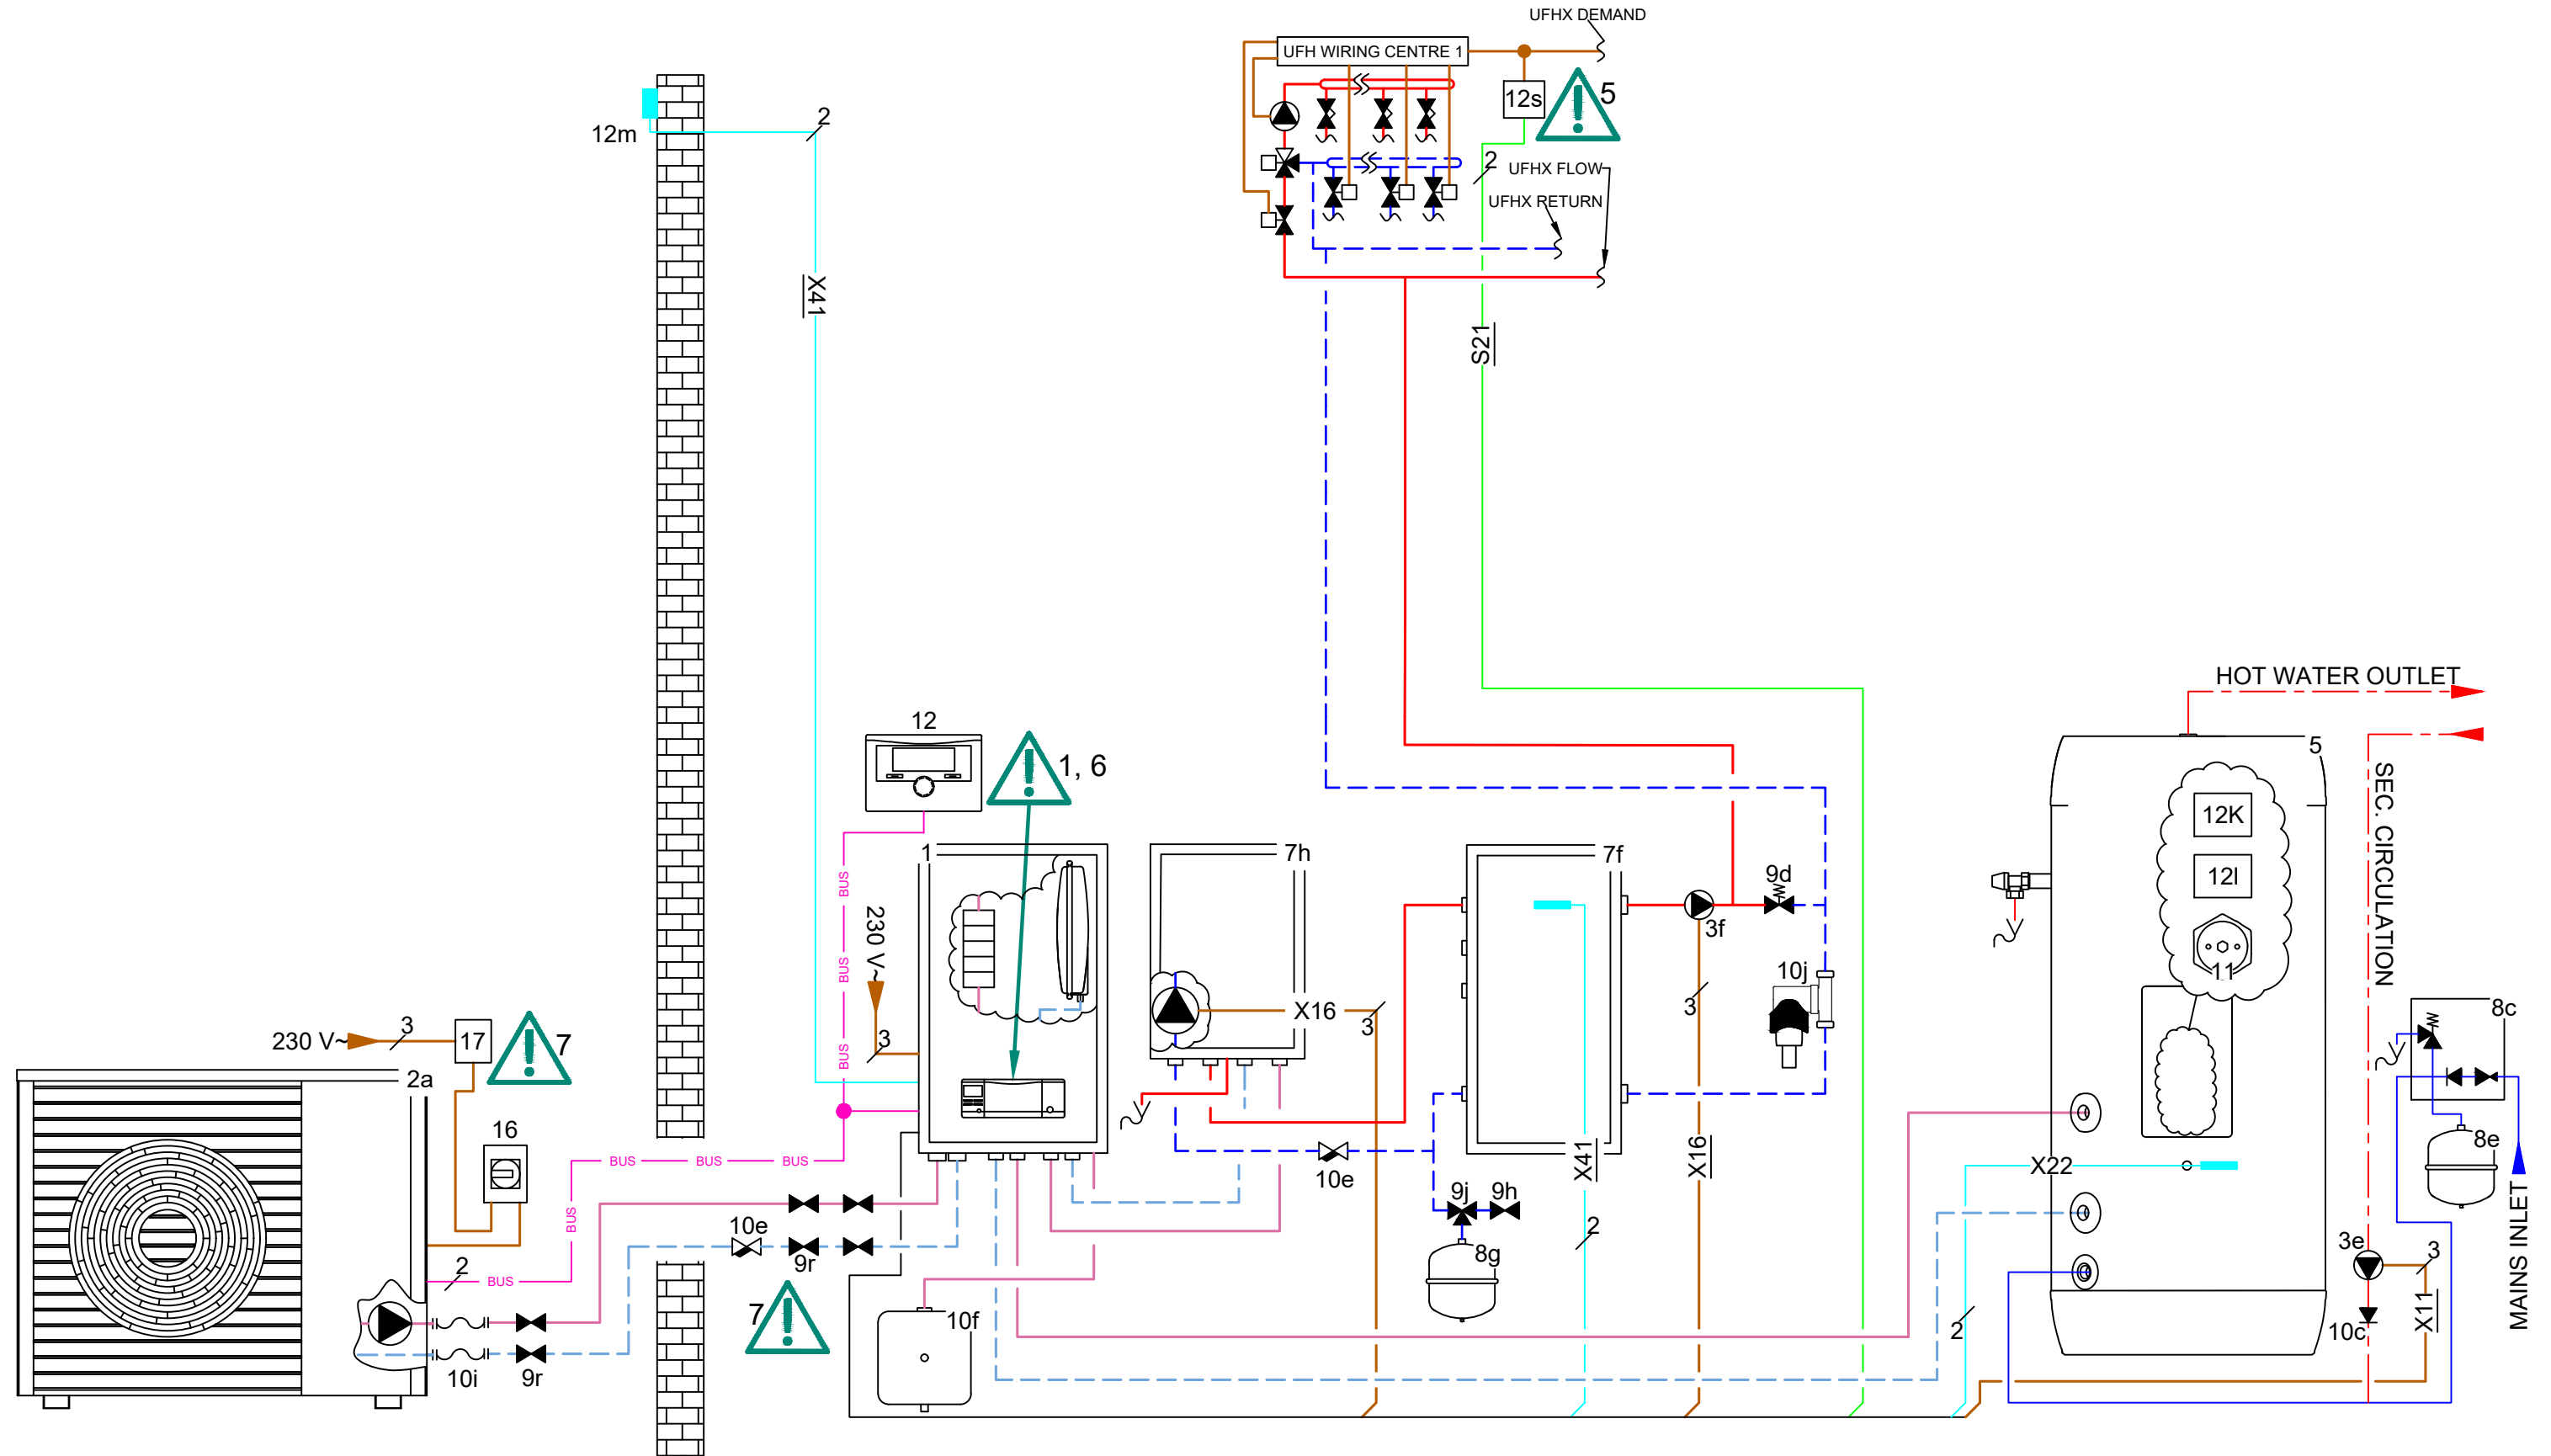 UFHX DEMAND
UFH WIRING CENTRE 1
12s
5
2
12m
2
UFHX FLOW
UFHX RETURN
X41
S21
HOT WATER OUTLET
12
1, 6
5
SEC. CIRCULATION
12K
12l
11
1
7h
7f
9d
3f
BUS
BUS
BUS
230 V~
3
10j
X16
3
3
8c
230 V~
3
17
7
2a
16
8e
MAINS INLET
BUS
BUS
BUS
BUS
10e
X41
X16
X22
9j
9h
2
8g
10e
9r
7
2
BUS
3e
3
X11
10c
2
10f
10i
9r